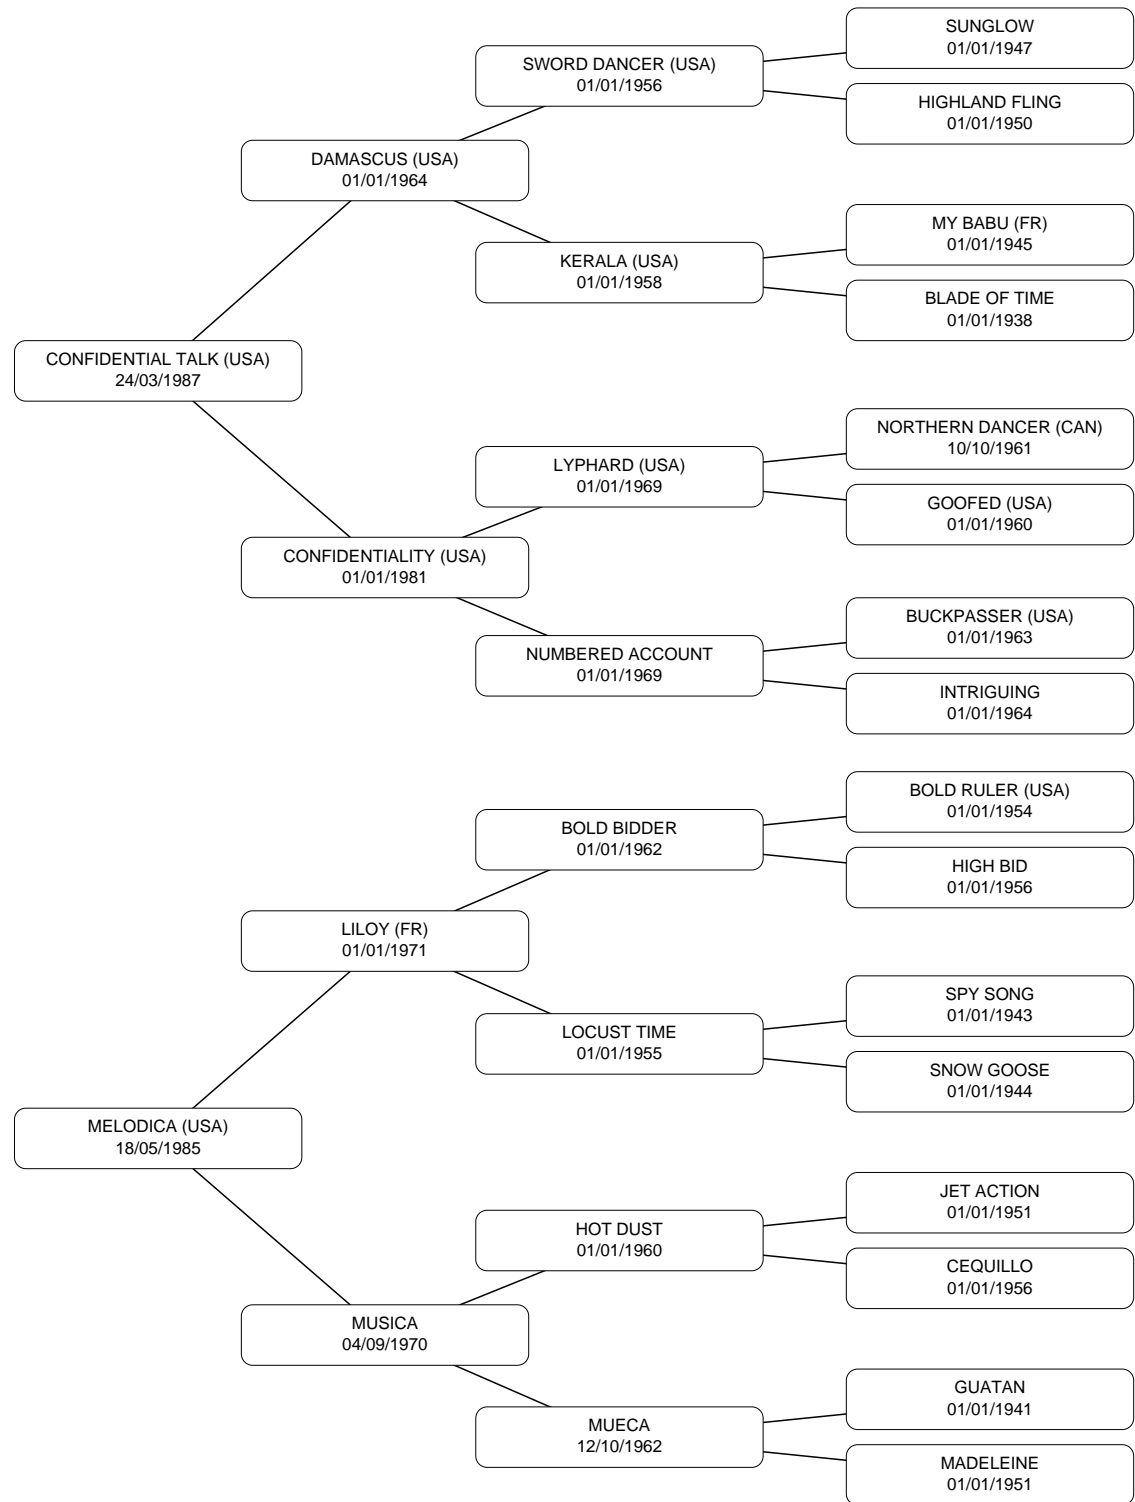 SUNGLOW
01/01/1947
SWORD DANCER (USA)
01/01/1956
HIGHLAND FLING
01/01/1950
DAMASCUS (USA)
01/01/1964
MY BABU (FR)
01/01/1945
KERALA (USA)
01/01/1958
BLADE OF TIME
01/01/1938
CONFIDENTIAL TALK (USA)
24/03/1987
NORTHERN DANCER (CAN)
10/10/1961
LYPHARD (USA)
01/01/1969
GOOFED (USA)
01/01/1960
CONFIDENTIALITY (USA)
01/01/1981
BUCKPASSER (USA)
01/01/1963
NUMBERED ACCOUNT
01/01/1969
INTRIGUING
01/01/1964
BOLD RULER (USA)
01/01/1954
BOLD BIDDER
01/01/1962
HIGH BID
01/01/1956
LILOY (FR)
01/01/1971
SPY SONG
01/01/1943
LOCUST TIME
01/01/1955
SNOW GOOSE
01/01/1944
MELODICA (USA)
18/05/1985
JET ACTION
01/01/1951
HOT DUST
01/01/1960
CEQUILLO
01/01/1956
MUSICA
04/09/1970
GUATAN
01/01/1941
MUECA
12/10/1962
MADELEINE
01/01/1951